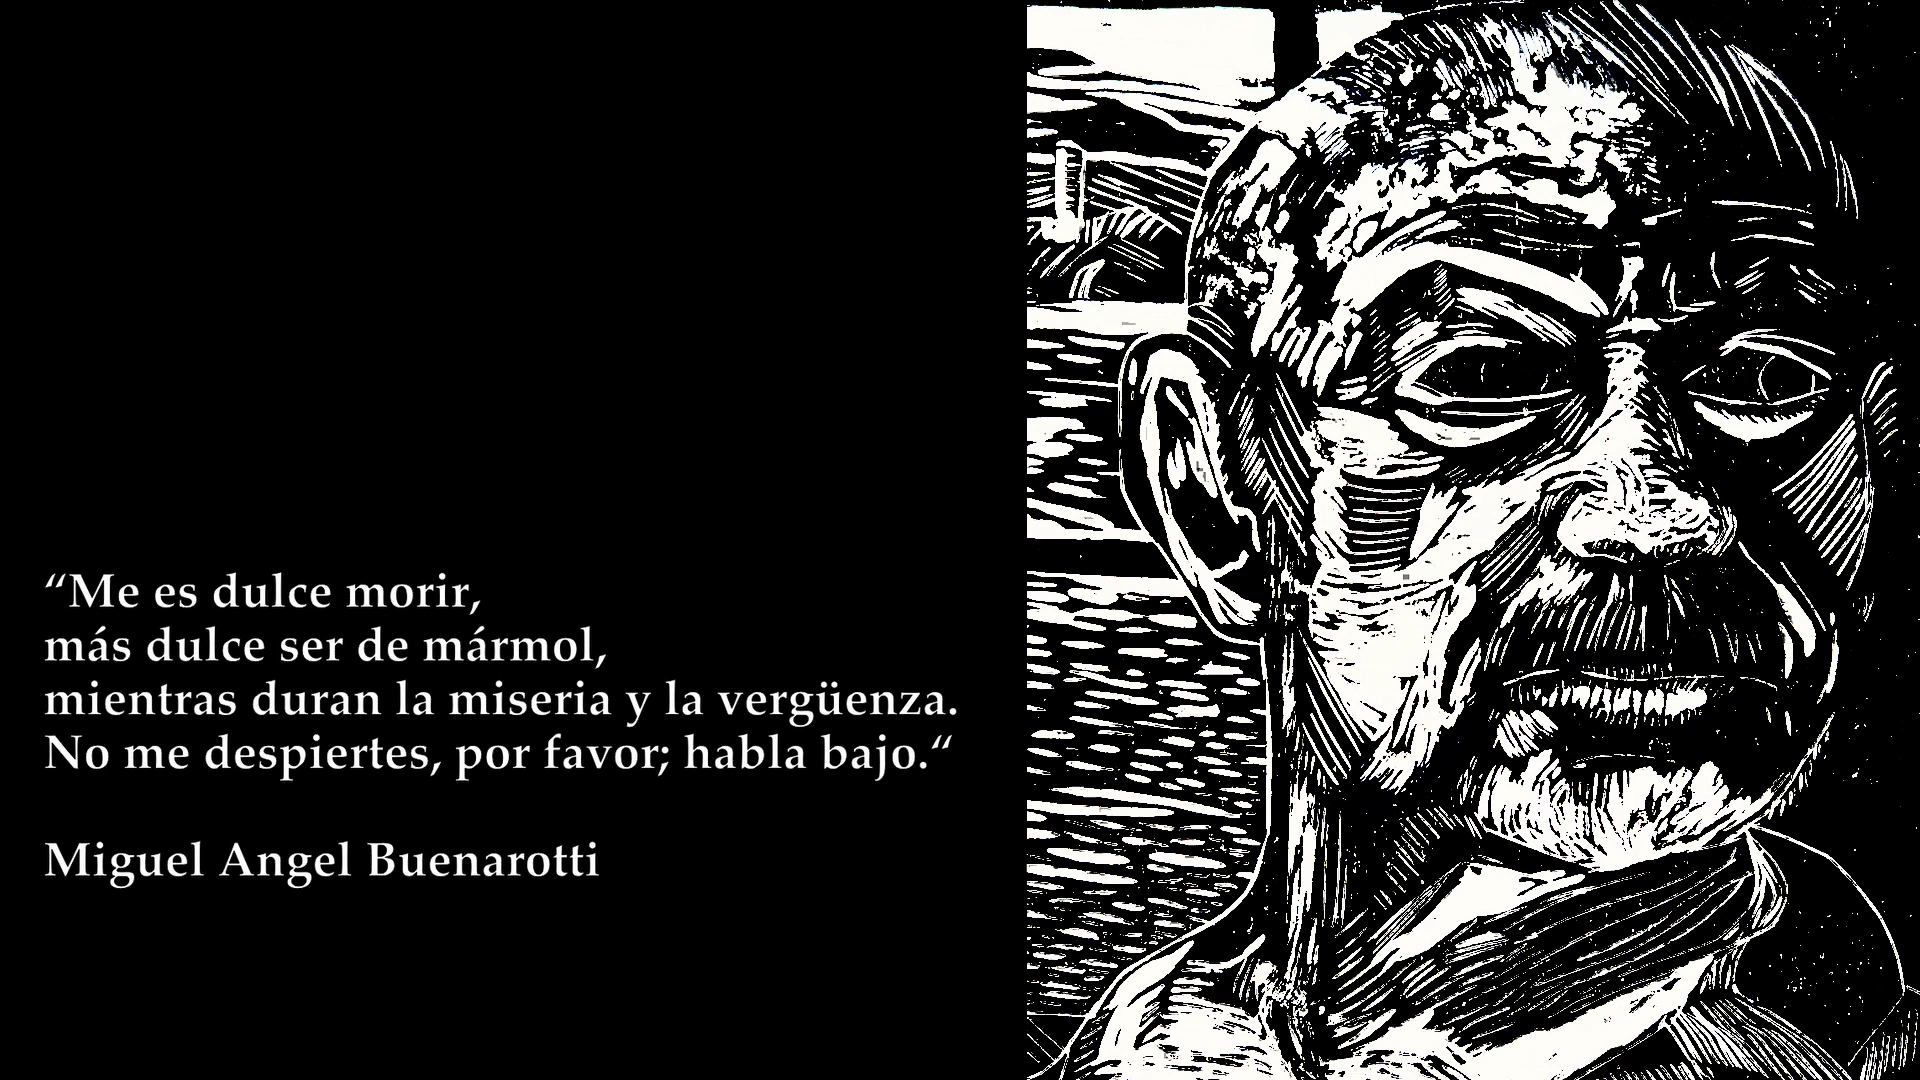 “Me es dulce morir,
más dulce ser de mármol,
mientras duran la miseria y la vergüenza.
No me despiertes, por favor; habla bajo.“
Miguel Angel Buenarotti